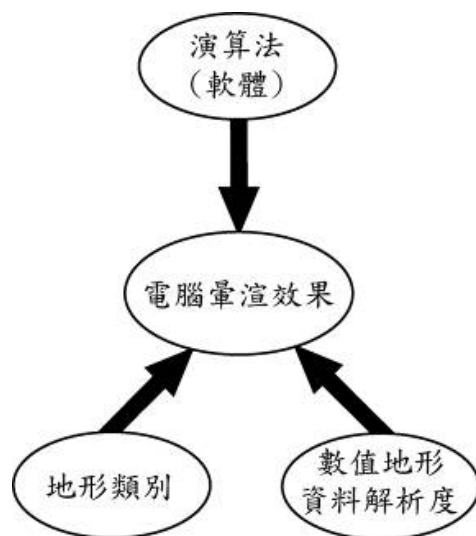 演算法
（軟體）
電腦暈渲效果
地形類別
數值地形
資料解析度